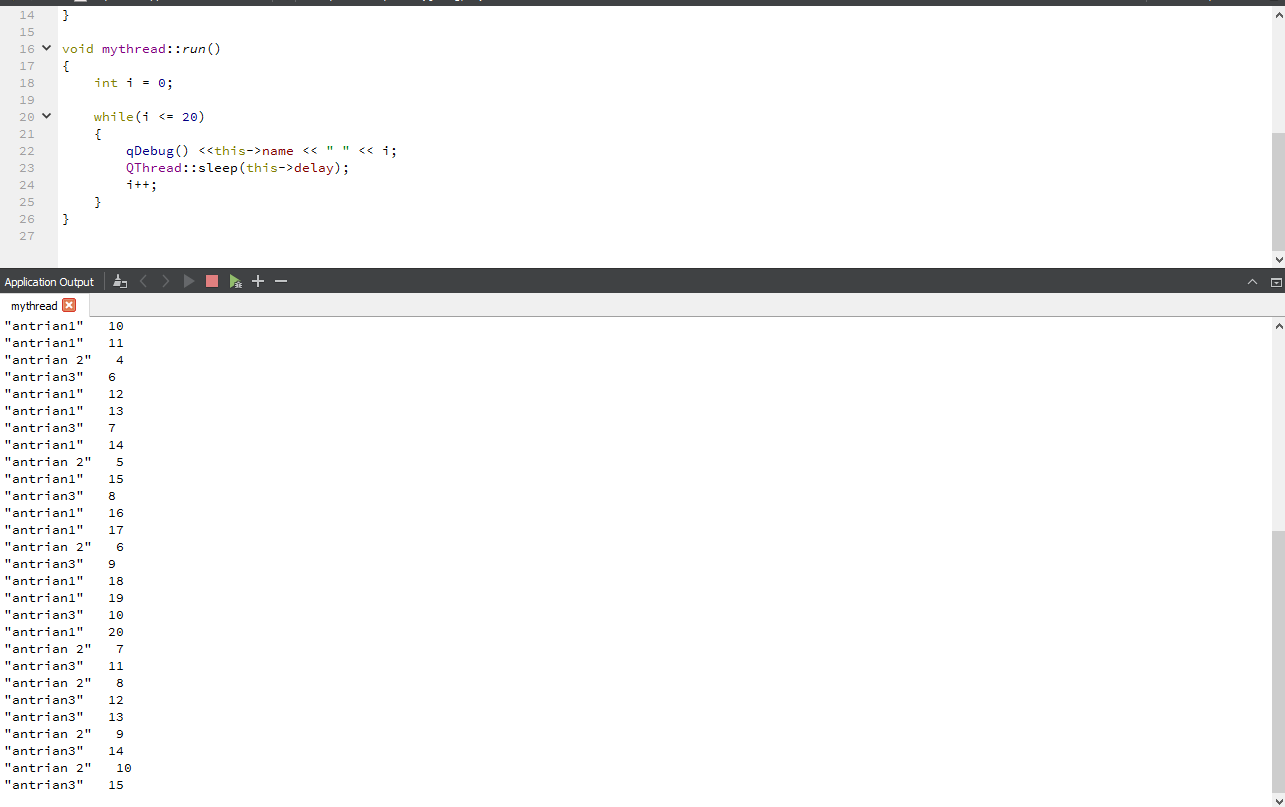 14 }
15
16 void mythread::run()
17 {
18 int i = 0;
19
20 while(i <= 20)
21 {
22 qDebug() <<this->name << " " << i;
23 QThread::sleep(this->delay);
24 i++;
25 }
26 }
27
Application Output
mythread
"antrian1" 10
"antrian1" 11
"antrian 2" 4
"antrian3" 6
"antrian1" 12
"antrian1" 13
"antrian3" 7
"antrian1" 14
"antrian 2" 5
"antrian1" 15
"antrian3" 8
"antrian1" 16
"antrian1" 17
"antrian 2" 6
"antrian3" 9
"antrian1" 18
"antrian1" 19
"antrian3" 10
"antrian1" 20
"antrian 2" 7
"antrian3" 11
"antrian 2" 8
"antrian3" 12
"antrian3" 13
"antrian 2" 9
"antrian3" 14
"antrian 2" 10
"antrian3" 15